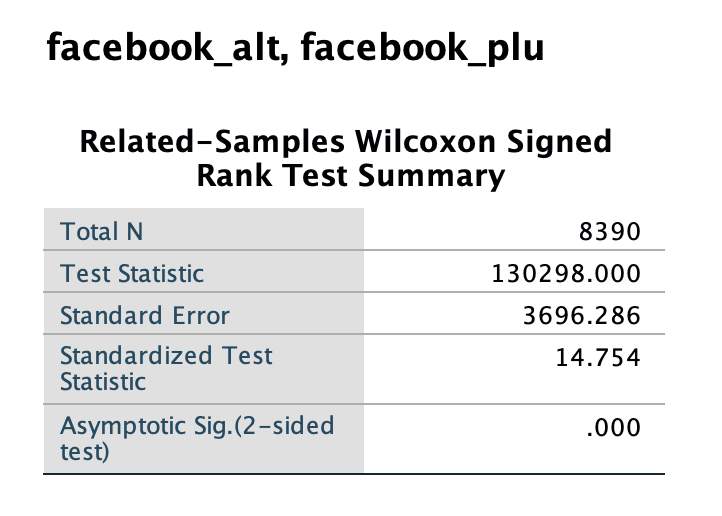 facebook_alt, facebook_plu
Related-Samples Wilcoxon Signed
Rank Test Summary
Total N 8390
Test Statistic 130298.000
Standard Error 3696.286
Standardized Test
Statistic 14.754
Asymptotic Sig.(2-sided
test) .000